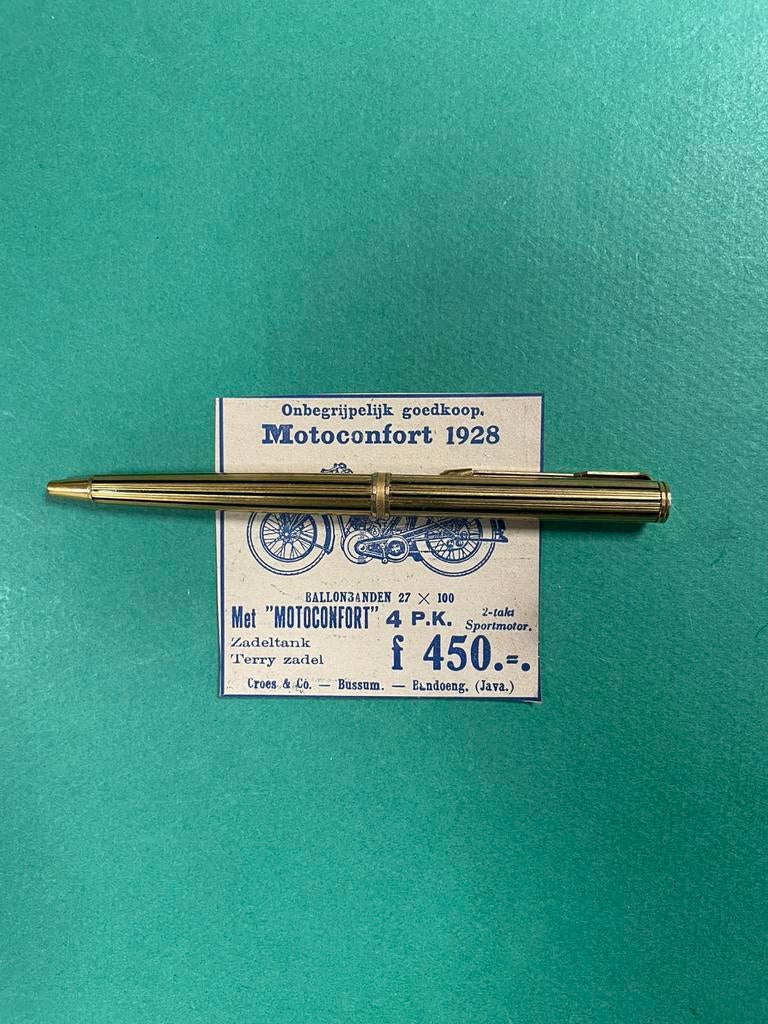 Onbegrijpelijk goedkoop.
Motoconfort 1928
BALLONBANDEN 27 × 100
Met "MOTOCONFORT" 4 P.K. 2-takt
Sportmotor.
Zadeltank
Terry zadel
f 450.=.
Croes & Co. — Bussum. — Bandoeng. (Java.)